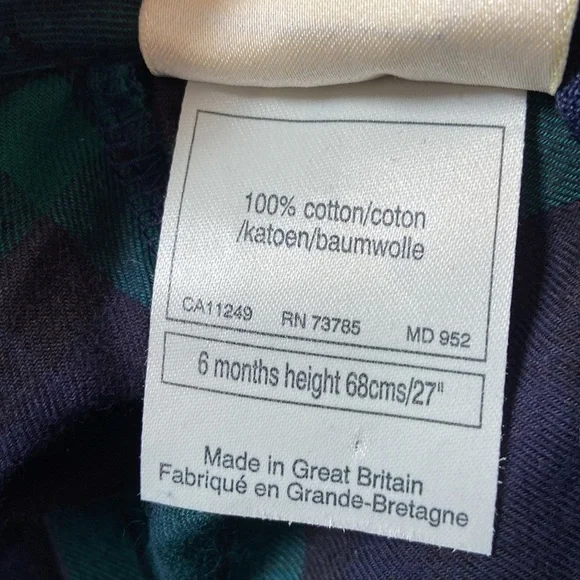 100% cotton/coton
/katoen/baumwolle
CA11249 RN 73785 MD 952
6 months height 68cms/27"
Made in Great Britain
Fabriqué en Grande-Bretagne